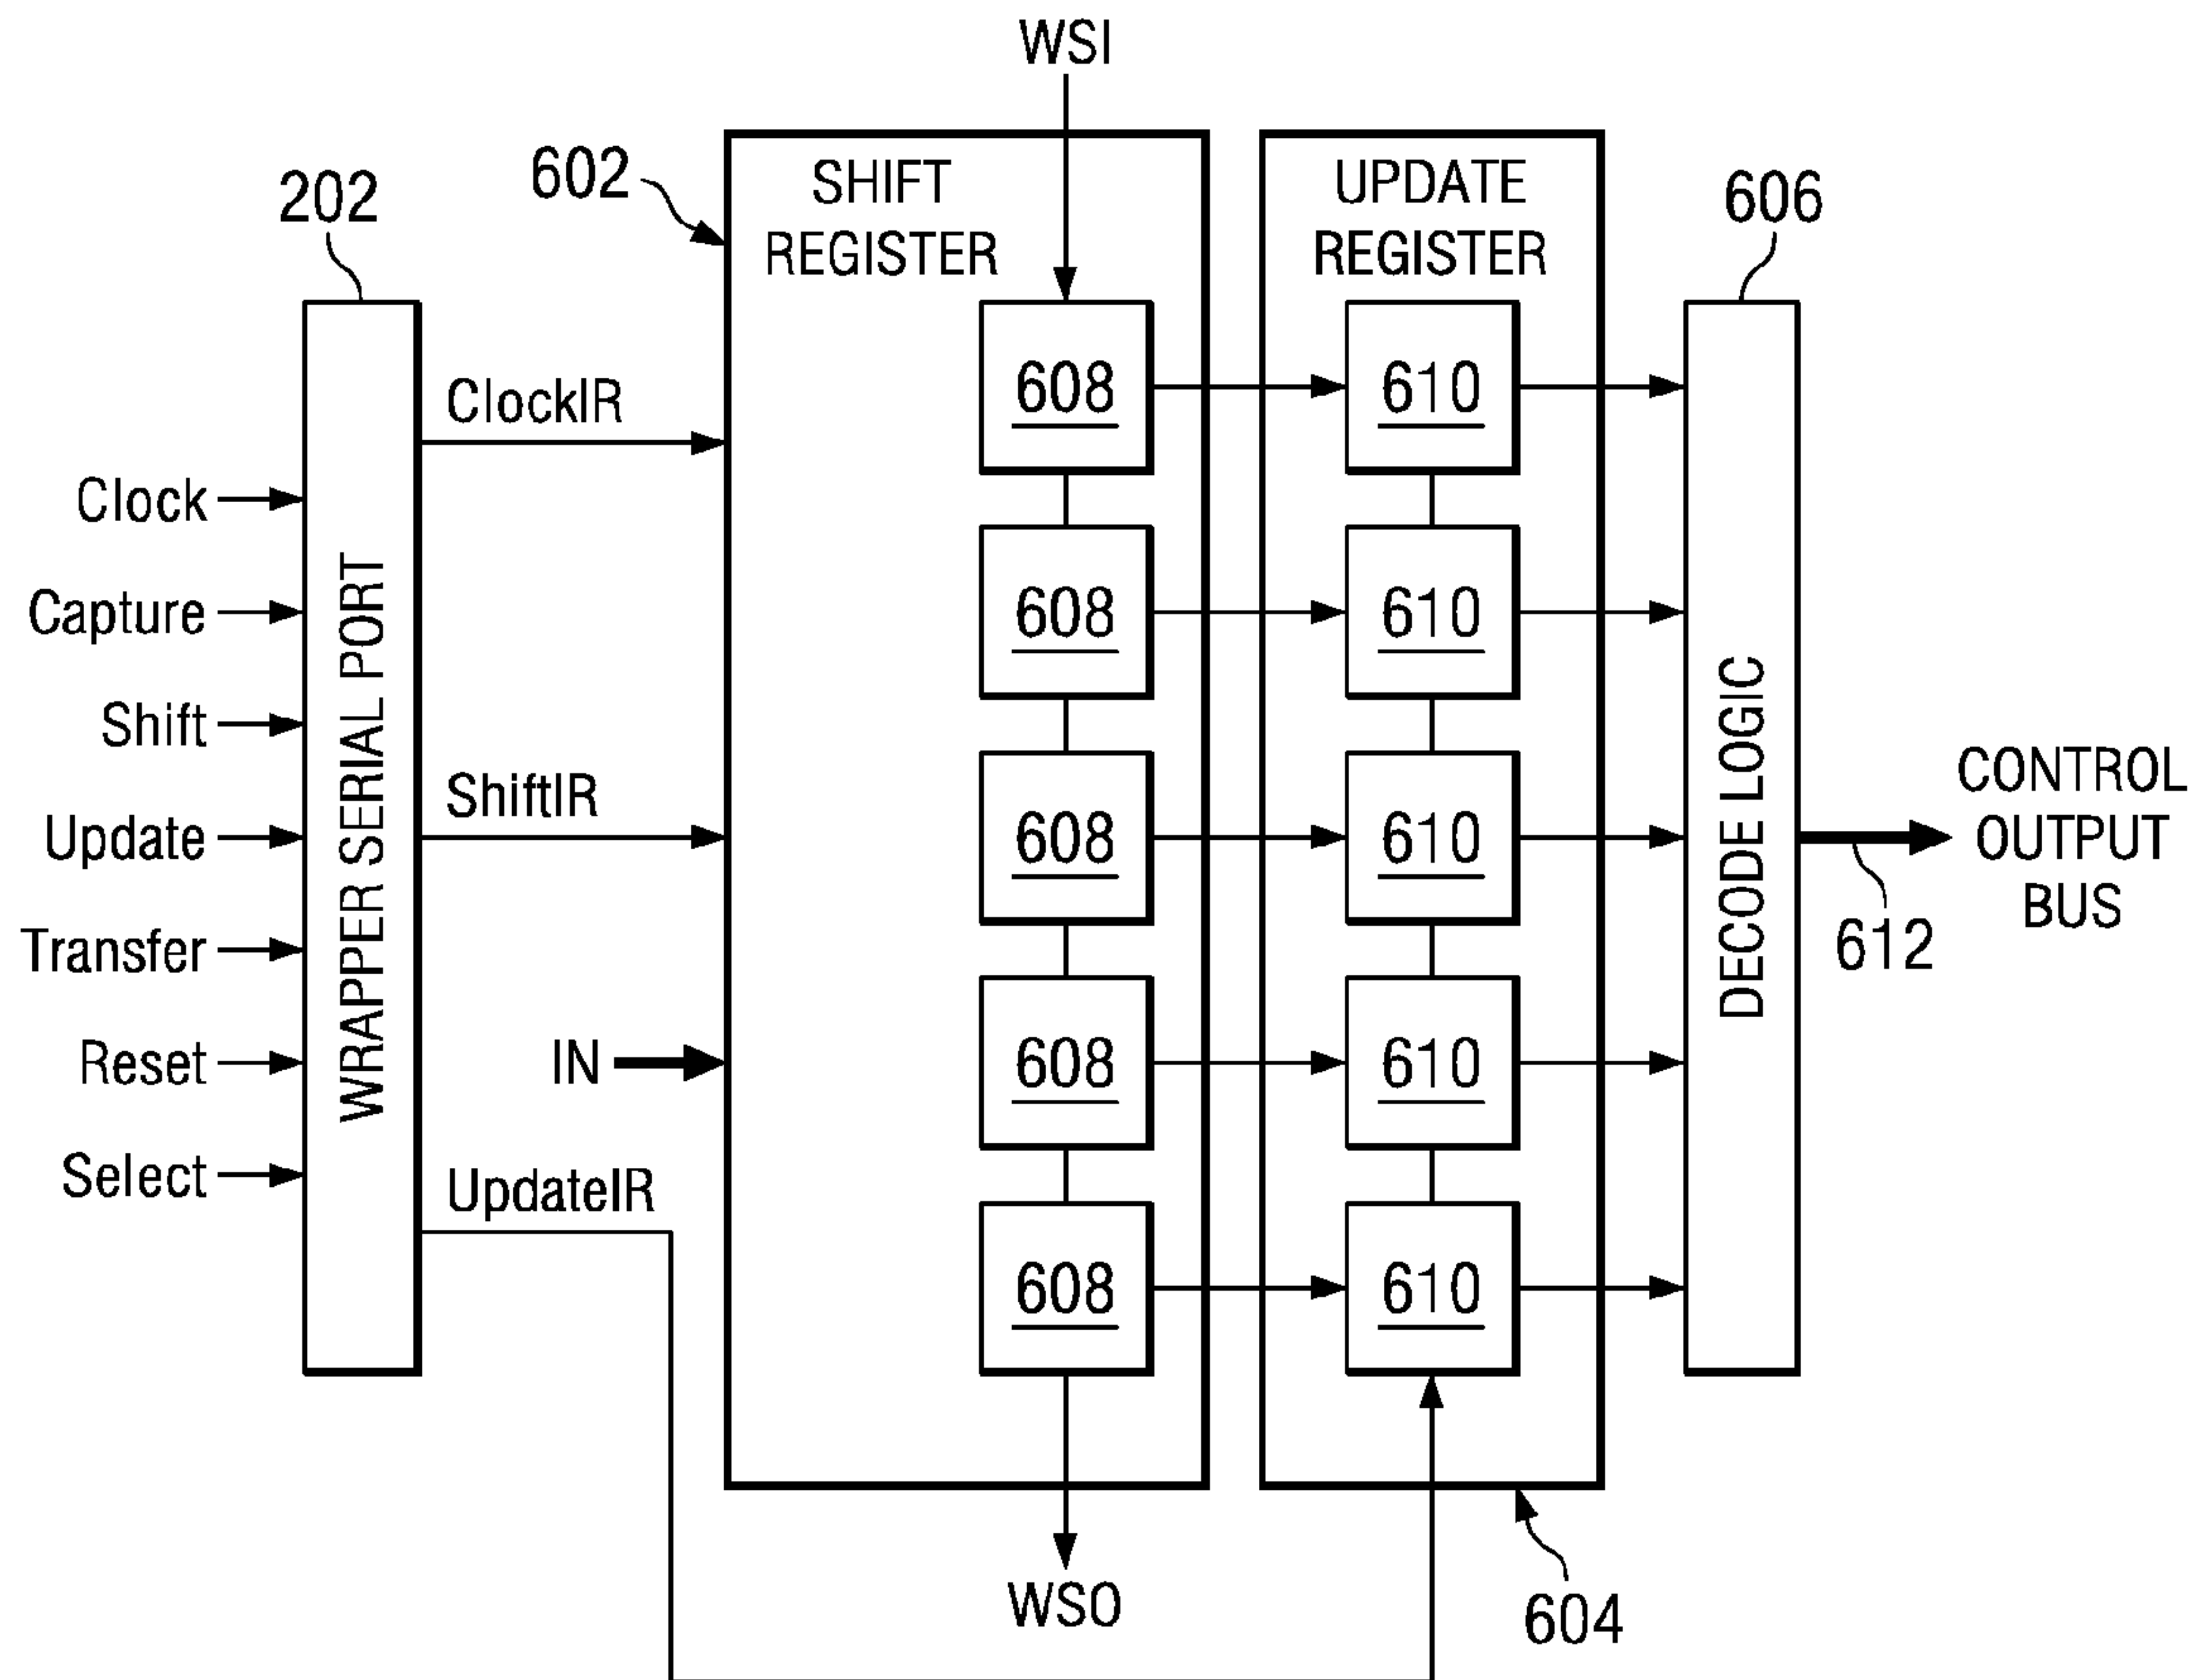 WSI
602
SHIFT
REGISTER
UPDATE
REGISTER
202
606
ClockIR
Clock
Capture
Shift
Update
Transfer
Reset
Select
WRAPPER SERIAL PORT
ShiftIR
IN
UpdateIR
608
608
608
608
608
610
610
610
610
610
DECODE LOGIC
CONTROL
OUTPUT
BUS
612
WSO
604